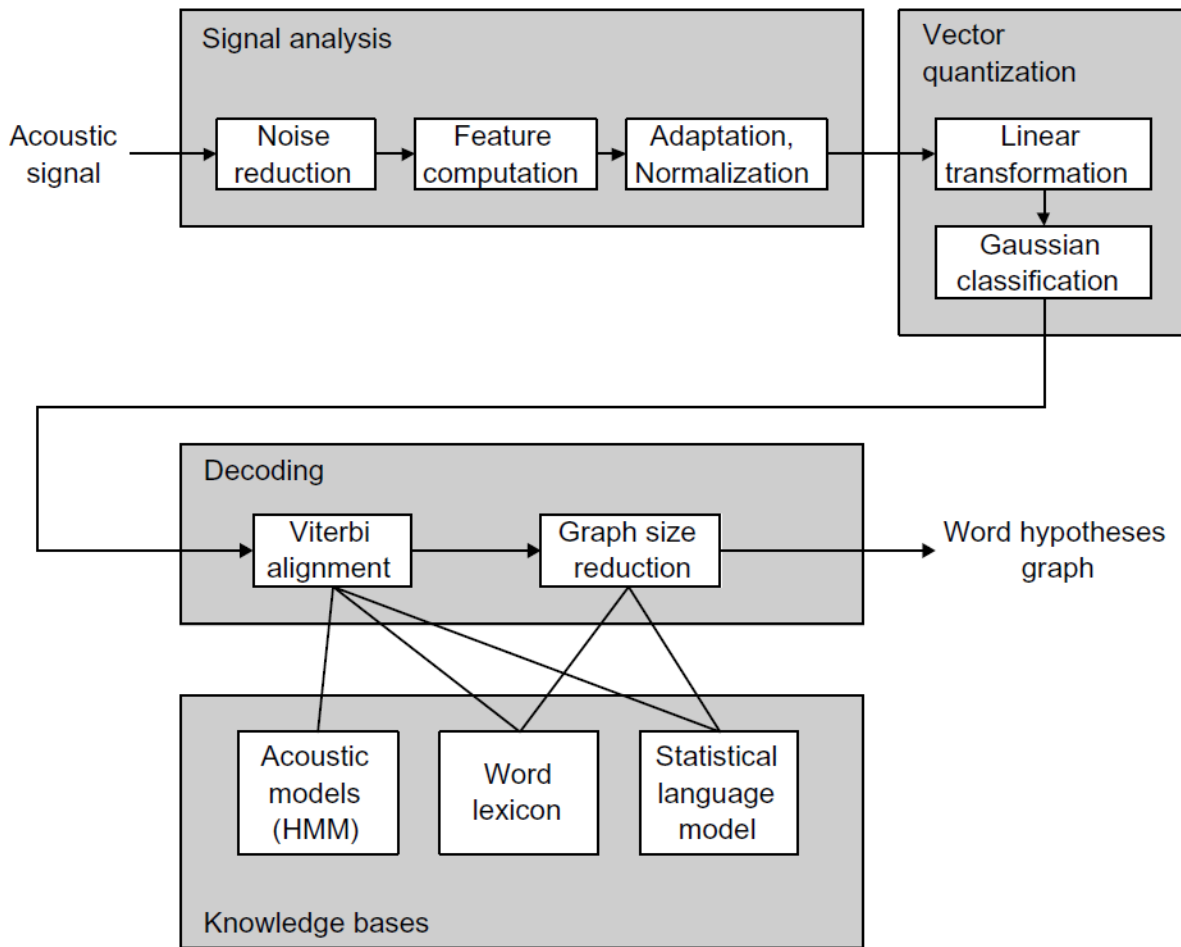 Signal analysis
Vector
quantization
Acoustic
signal
Noise
reduction
Feature
computation
Adaptation,
Normalization
Linear
transformation
Gaussian
classification
Decoding
Viterbi
alignment
Graph size
reduction
Word hypotheses
graph
Acoustic
models
(HMM)
Word
lexicon
Statistical
language
model
Knowledge bases